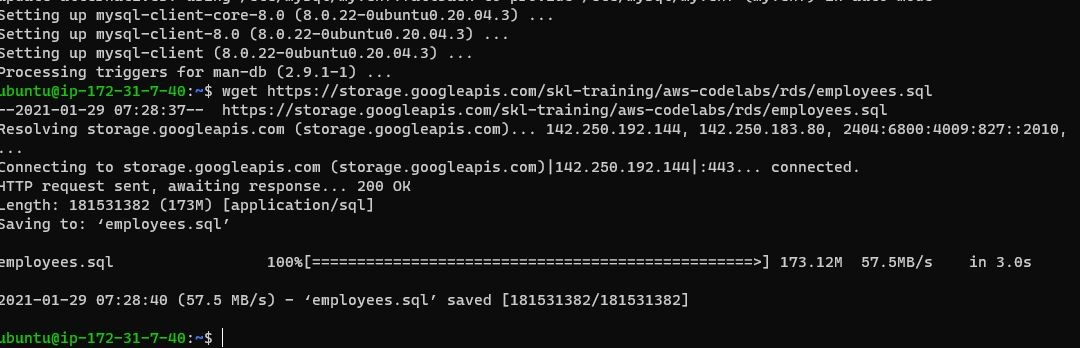 Setting up mysql-client-core-8.0 (8.0.22-0ubuntu0.20.04.3) ...
Setting up mysql-client-8.0 (8.0.22-0ubuntu0.20.04.3) ...
Setting up mysql-client (8.0.22-0ubuntu0.20.04.3) ...
Processing triggers for man-db (2.9.1-1) ...
ubuntu@ip-172-31-7-40:~$ wget https://storage.googleapis.com/skl-training/aws-codelabs/rds/employees.sql
--2021-01-29 07:28:37--  https://storage.googleapis.com/skl-training/aws-codelabs/rds/employees.sql
Resolving storage.googleapis.com (storage.googleapis.com)... 142.250.192.144, 142.250.183.80, 2404:6800:4009:827::2010,
...
Connecting to storage.googleapis.com (storage.googleapis.com)|142.250.192.144|:443... connected.
HTTP request sent, awaiting response... 200 OK
Length: 181531382 (173M) [application/sql]
Saving to: ‘employees.sql’
employees.sql                 100%[=================================================>] 173.12M  57.5MB/s    in 3.0s
2021-01-29 07:28:40 (57.5 MB/s) - ‘employees.sql’ saved [181531382/181531382]
ubuntu@ip-172-31-7-40:~$